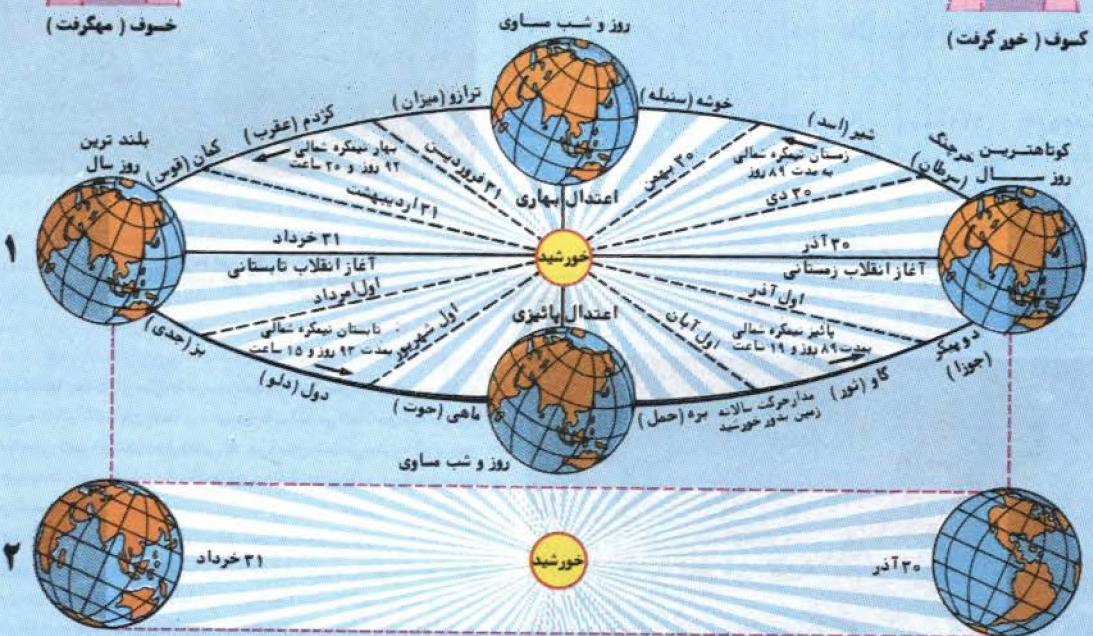 کسوف ( خور گرفت )
خسوف ( مهگرفت )
روز و شب مساوی
خوشه (سنبله)
ترازو (میزان)
شیر (اسد)
کژدم (عقرب)
کوتاهترین
روز سال
خرچنگ
(سرطان)
بلند ترین
روز سال
کمان (قوس)
زمستان نیمکره شمالی
به مدت ۸۹ روز
بهار نیمکره شمالی
۹۲ روز و ۲۰ ساعت
۳۰ بهمن
۳۰ دی
۳۱ فروردین
۳۱ اردیبهشت
اعتدال بهاری
۱
خورشید
۳۰ آذر
آغاز انقلاب زمستانی
۳۱ خرداد
آغاز انقلاب تابستانی
اول آذر
اول آبان
اول امرداد
اول شهریور
اعتدال پائیزی
پائیز نیمکره شمالی
بمدت ۸۹ روز و ۱۹ ساعت
تابستان نیمکره شمالی
بمدت ۹۳ روز و ۱۵ ساعت
دو پیکر
(جوزا)
گاو (ثور)
بز (جدی)
دول (دلو)
مدار حرکت سالانه
زمین بدور خورشید
بره (حمل)
ماهی (حوت)
روز و شب مساوی
۲
۳۰ آذر
خورشید
۳۱ خرداد